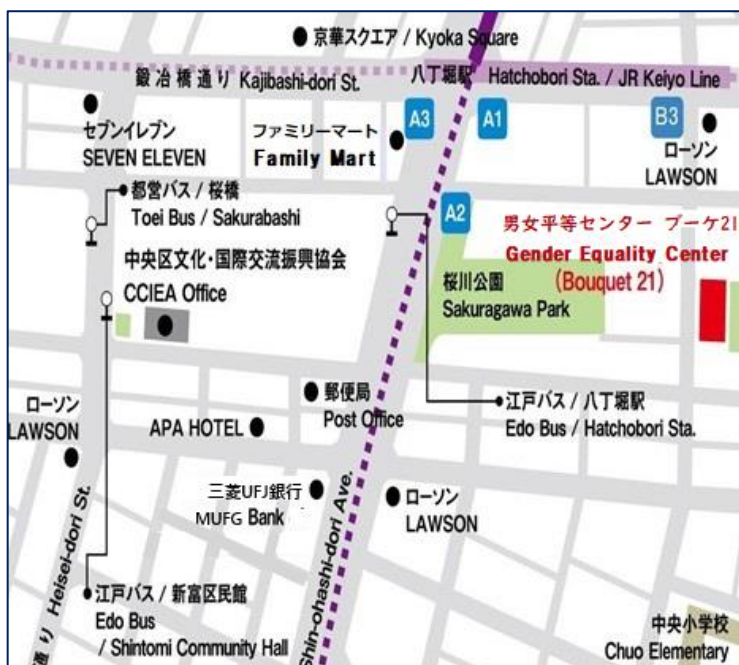 京華スクエア / Kyoka Square
鍛冶橋通り Kajibashi-dori St.
八丁堀駅 Hatchobori Sta. / JR Keiyo Line
セブンイレブン
SEVEN ELEVEN
ファミリーマート
Family Mart
A3
A1
B3
ローソン
LAWSON
都営バス / 桜橋
Toei Bus / Sakurabashi
A2
男女平等センター ブーケ21
Gender Equality Center
(Bouquet 21)
中央区文化・国際交流振興協会
CCIEA Office
桜川公園
Sakuragawa Park
ローソン
LAWSON
APA HOTEL
郵便局
Post Office
江戸バス / 八丁堀駅
Edo Bus / Hatchobori Sta.
三菱UFJ銀行
MUFG Bank
ローソン
LAWSON
通り Heisei-dori St.
Shin-ohashi-dori Ave.
江戸バス / 新富区民館
Edo Bus
/ Shintomi Community Hall
中央小学校
Chuo Elementary